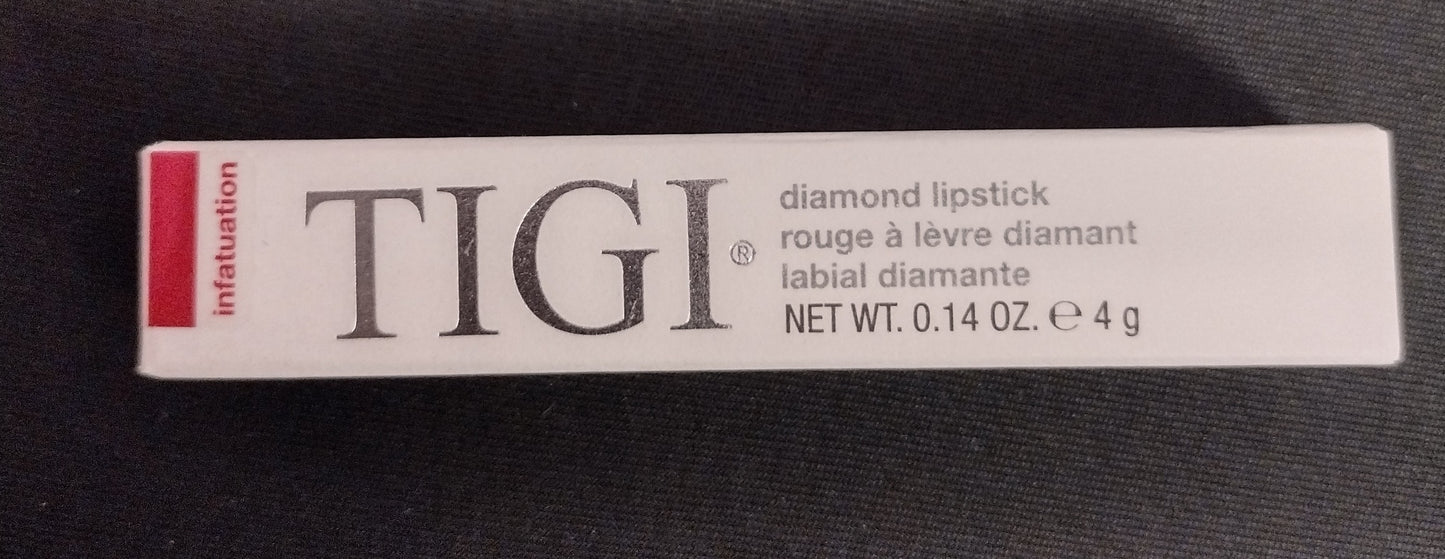 infatuation
TIGI®
diamond lipstick
rouge à lèvre diamant
labial diamante
NET WT. 0.14 OZ. ℮ 4 g